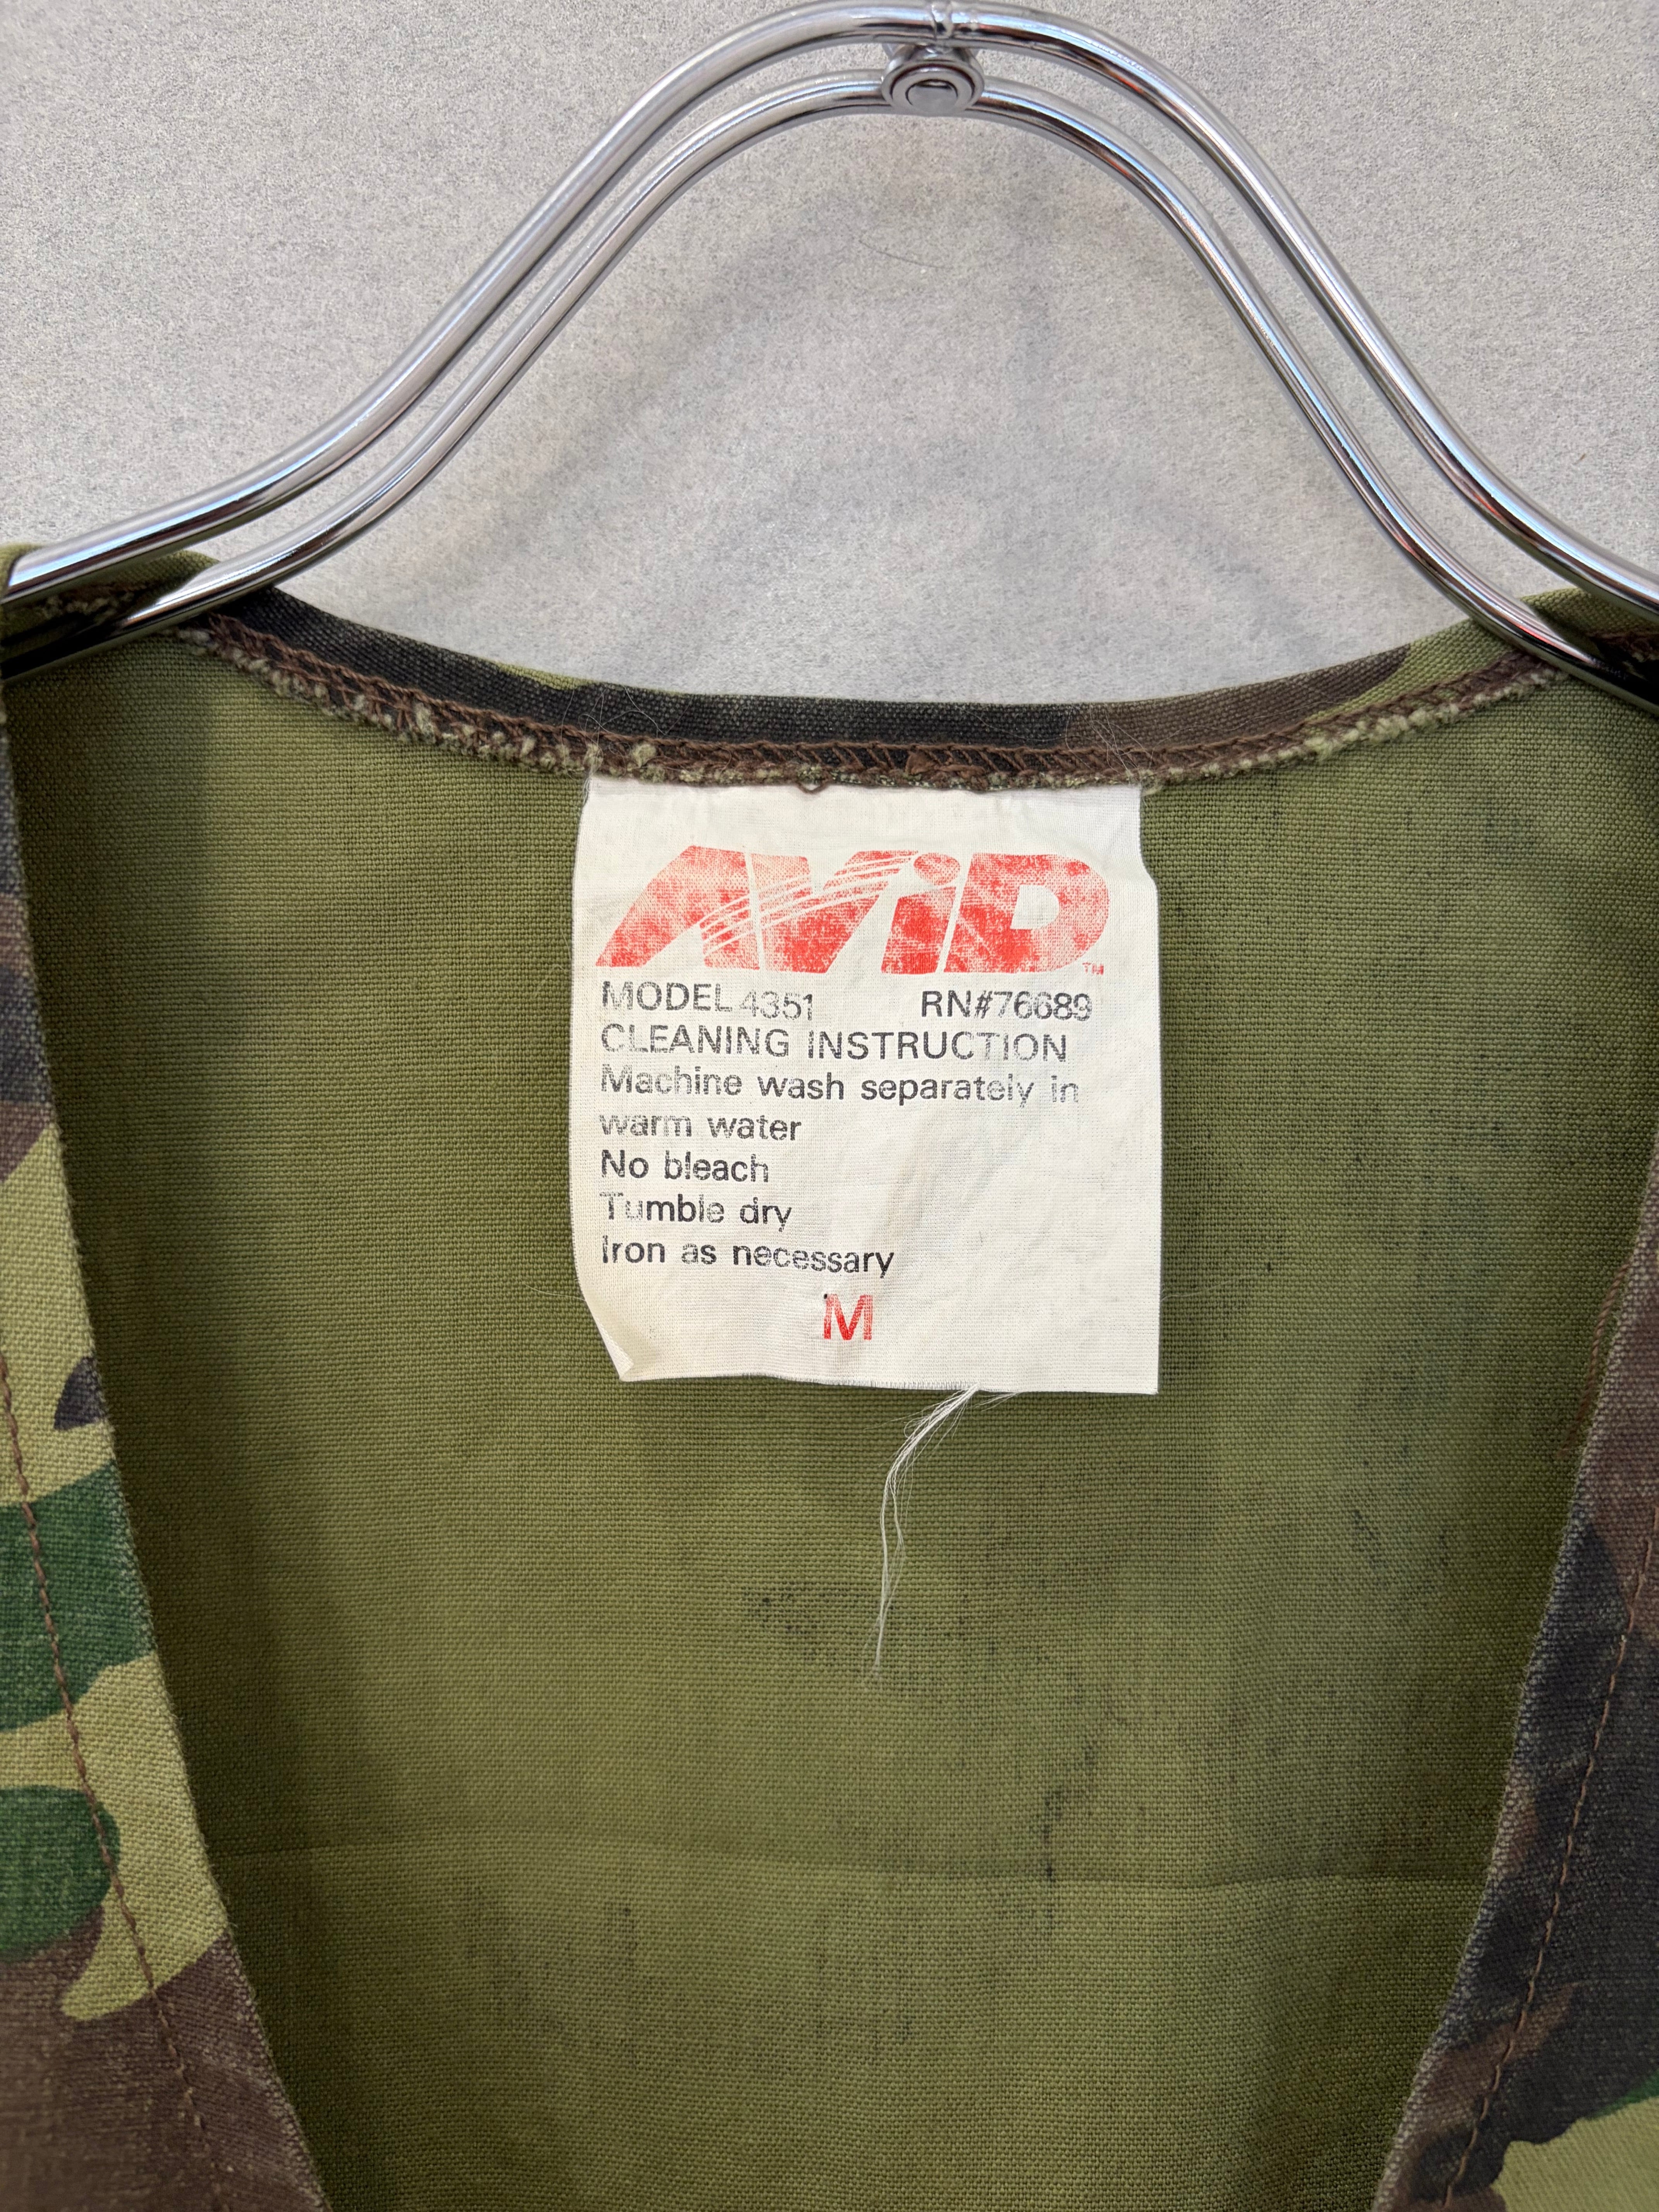 AViD™
MODEL 4351 RN#76689
CLEANING INSTRUCTION
Machine wash separately in
warm water
No bleach
Tumble dry
Iron as necessary
M